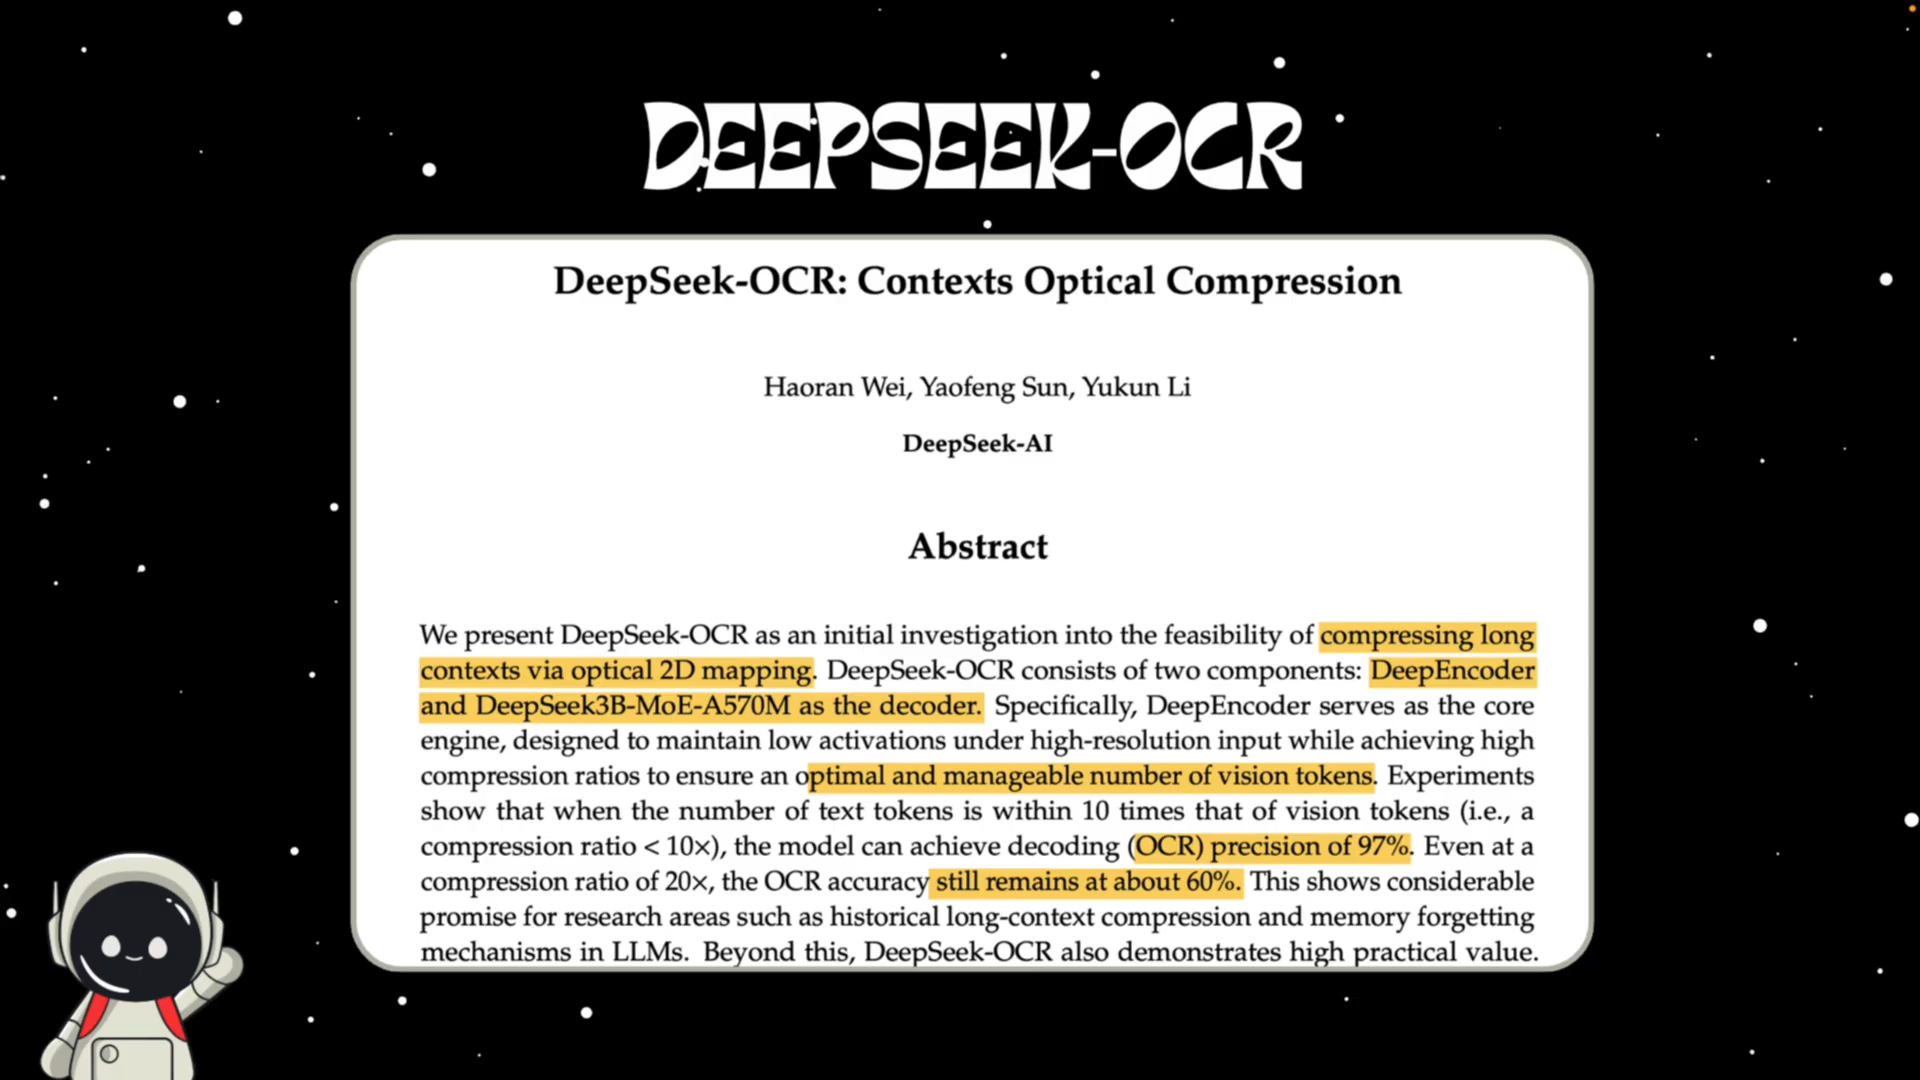 DEEPSEEK-OCR
DeepSeek-OCR: Contexts Optical Compression
Haoran Wei, Yaofeng Sun, Yukun Li
DeepSeek-AI
Abstract
We present DeepSeek-OCR as an initial investigation into the feasibility of compressing long
contexts via optical 2D mapping. DeepSeek-OCR consists of two components: DeepEncoder
and DeepSeek3B-MoE-A570M as the decoder. Specifically, DeepEncoder serves as the core
engine, designed to maintain low activations under high-resolution input while achieving high
compression ratios to ensure an optimal and manageable number of vision tokens. Experiments
show that when the number of text tokens is within 10 times that of vision tokens (i.e., a
compression ratio < 10×), the model can achieve decoding (OCR) precision of 97%. Even at a
compression ratio of 20×, the OCR accuracy still remains at about 60%. This shows considerable
promise for research areas such as historical long-context compression and memory forgetting
mechanisms in LLMs. Beyond this, DeepSeek-OCR also demonstrates high practical value.